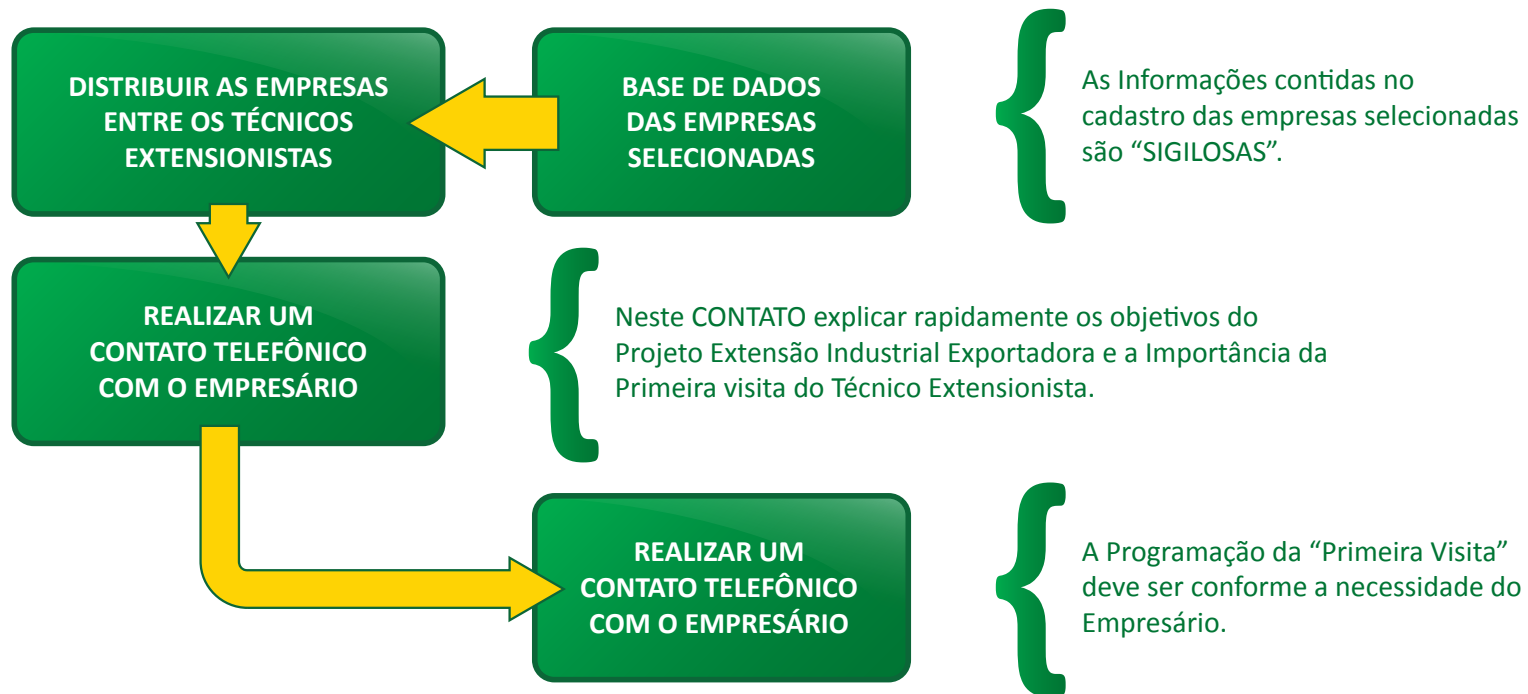 DISTRIBUIR AS EMPRESAS
ENTRE OS TÉCNICOS
EXTENSIONISTAS
BASE DE DADOS
DAS EMPRESAS
SELECIONADAS
As Informações contidas no
cadastro das empresas selecionadas
são “SIGILOSAS”.
REALIZAR UM
CONTATO TELEFÔNICO
COM O EMPRESÁRIO
Neste CONTATO explicar rapidamente os objetivos do
Projeto Extensão Industrial Exportadora e a Importância da
Primeira visita do Técnico Extensionista.
REALIZAR UM
CONTATO TELEFÔNICO
COM O EMPRESÁRIO
A Programação da “Primeira Visita”
deve ser conforme a necessidade do
Empresário.